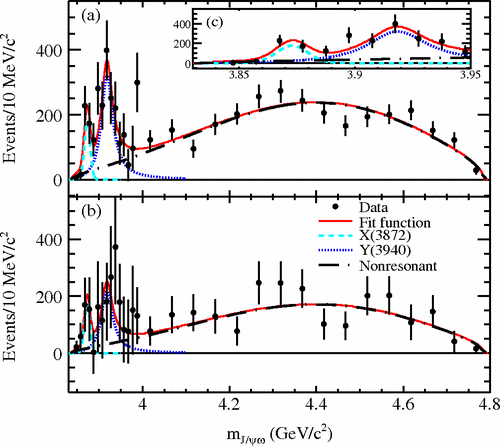 (a)
(c)
400
200
0
3.85
3.9
3.95
Events/10 MeV/c²
400
200
0
(b)
Data
Fit function
X(3872)
Y(3940)
Nonresonant
Events/10 MeV/c²
400
200
0
4
4.2
4.4
4.6
4.8
m_J/ψω (GeV/c²)